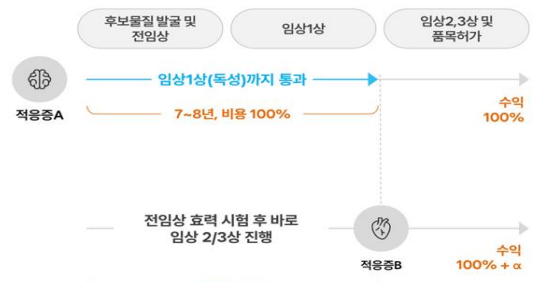 후보물질 발굴 및
전임상
임상1상
임상2,3상 및
품목허가
임상1상(독성)까지 통과
적응증A
7~8년, 비용 100%
수익
100%
전임상 효력 시험 후 바로
임상 2/3상 진행
적응증B
수익
100% + α